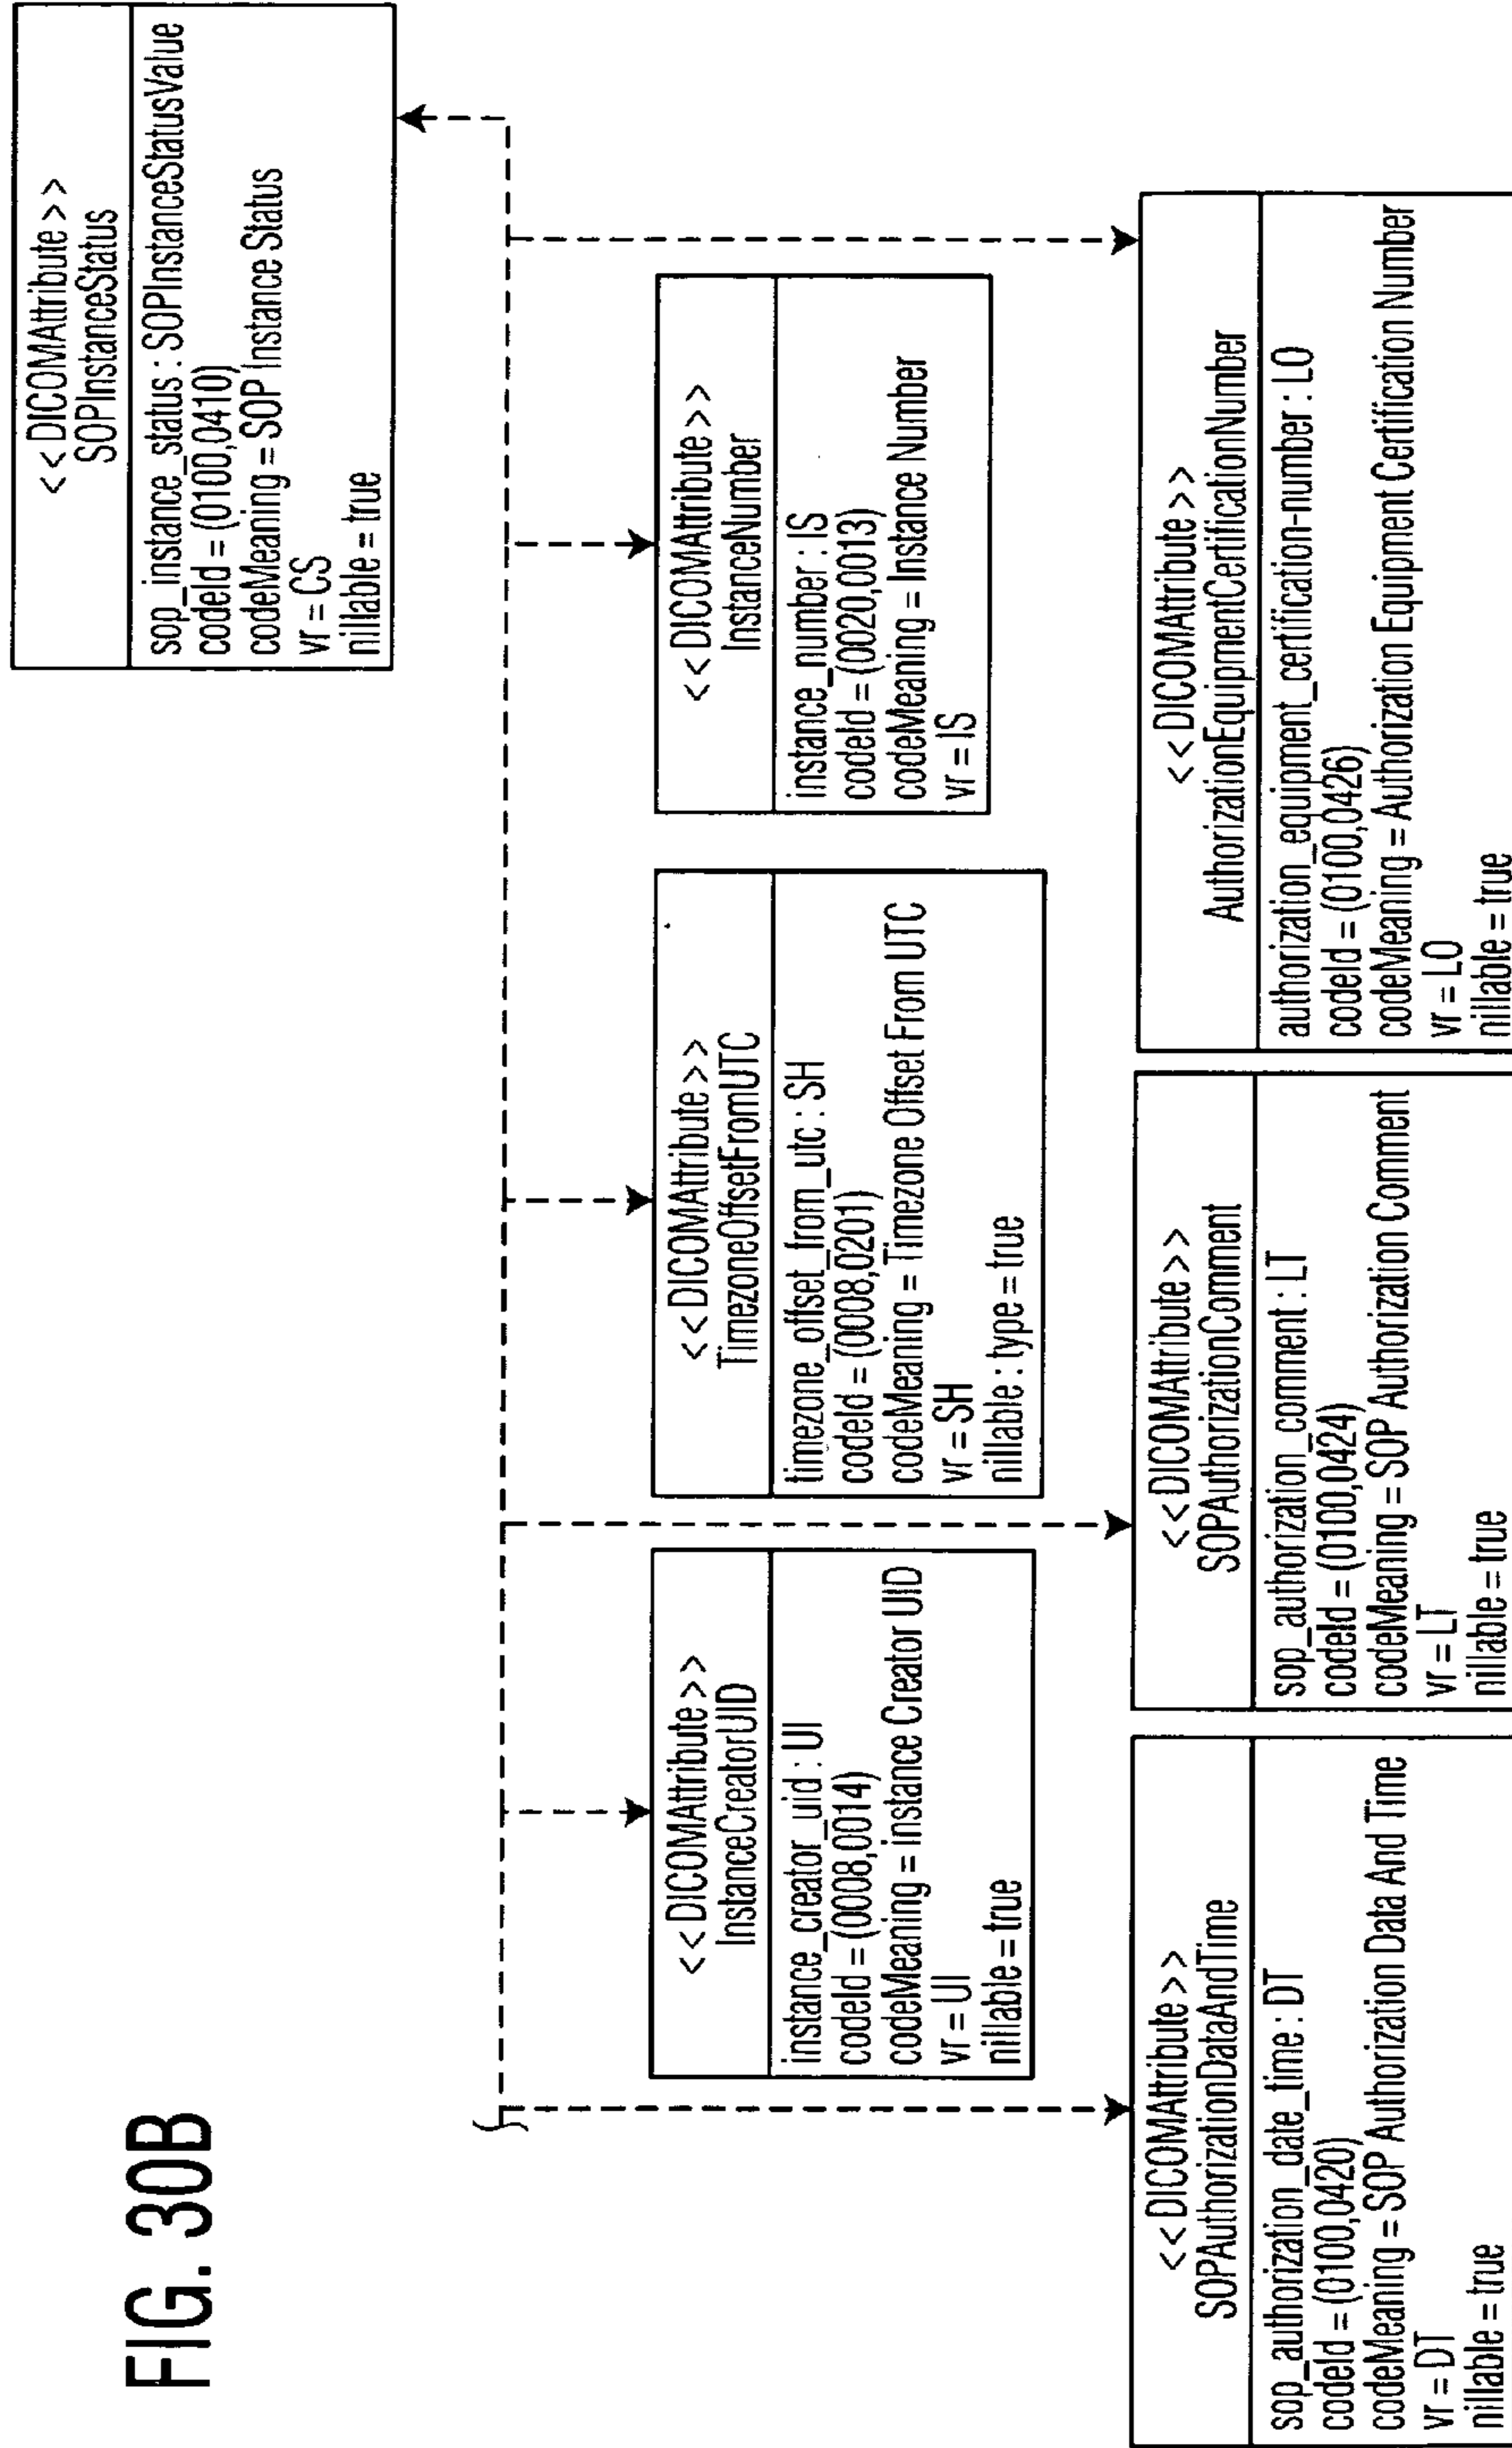 FIG. 30B
<<DICOMAttribute>>
SOPInstanceStatus
sop_instance_status : SOPInstanceStatusValue
codeId = (0100,0410)
codeMeaning = SOP Instance Status
vr = CS
nillable = true
<<DICOMAttribute>>
InstanceCreatorUID
instance_creator_uid : UI
codeId = (0008,0014)
codeMeaning = instance Creator UID
vr = UI
nillable = true
<<DICOMAttribute>>
TimezoneOffsetFromUTC
timezone_offset_from_utc : SH
codeId = (0008,0201)
codeMeaning = Timezone Offset From UTC
vr = SH
nillable : type = true
<<DICOMAttribute>>
InstanceNumber
instance_number : IS
codeId = (0020,0013)
codeMeaning = Instance Number
vr = IS
<<DICOMAttribute>>
SOPAuthorizationDataAndTime
sop_authorization_date_time : DT
codeId = (0100,0420)
codeMeaning = SOP Authorization Data And Time
vr = DT
nillable = true
<<DICOMAttribute>>
SOPAuthorizationComment
sop_authorization_comment : LT
codeId = (0100,0424)
codeMeaning = SOP Authorization Comment
vr = LT
nillable = true
<<DICOMAttribute>>
AuthorizationEquipmentCertificationNumber
authorization_equipment_certification-number : LO
codeId = (0100,0426)
codeMeaning = Authorization Equipment Certification Number
vr = LO
nillable = true